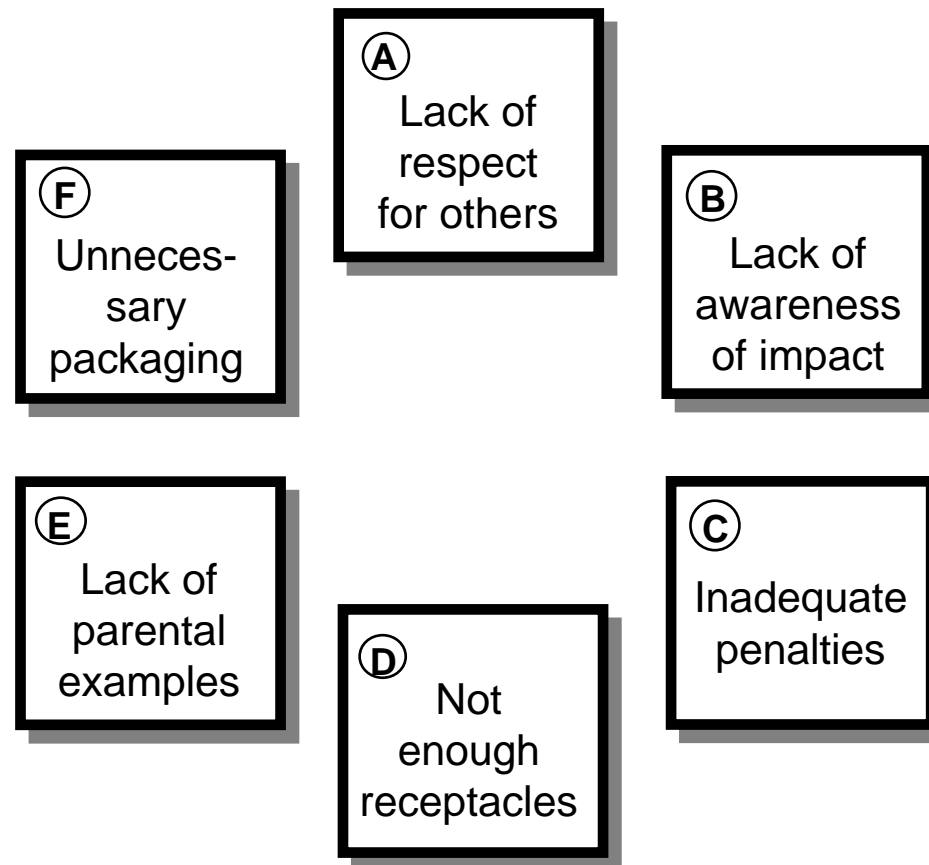 A
Lack of
respect
for others
B
Lack of
awareness
of impact
C
Inadequate
penalties
D
Not
enough
receptacles
E
Lack of
parental
examples
F
Unneces-
sary
packaging